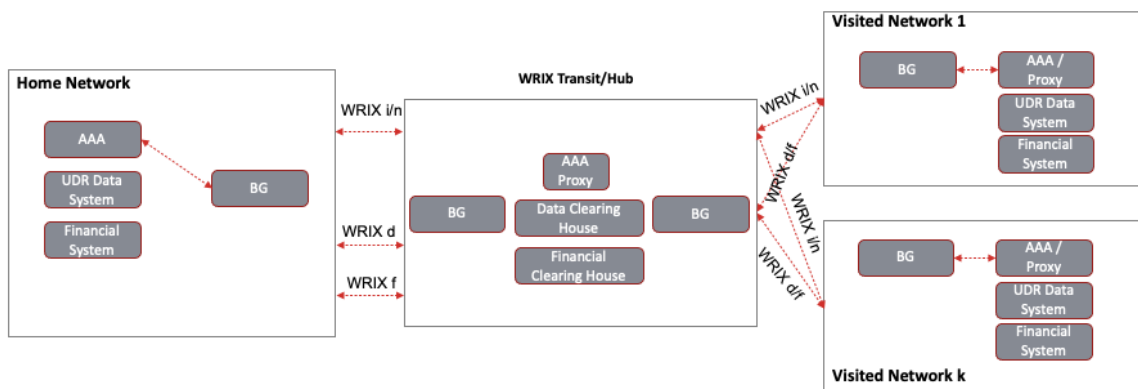 Home Network
AAA
UDR Data
System
Financial
System
BG
WRIX i/n
WRIX d
WRIX f
WRIX Transit/Hub
AAA
Proxy
BG
Data Clearing
House
BG
Financial
Clearing House
WRIX i/n
WRIX d/f
WRIX i/n
WRIX d/f
Visited Network 1
BG
AAA /
Proxy
UDR Data
System
Financial
System
BG
AAA /
Proxy
UDR Data
System
Financial
System
Visited Network k